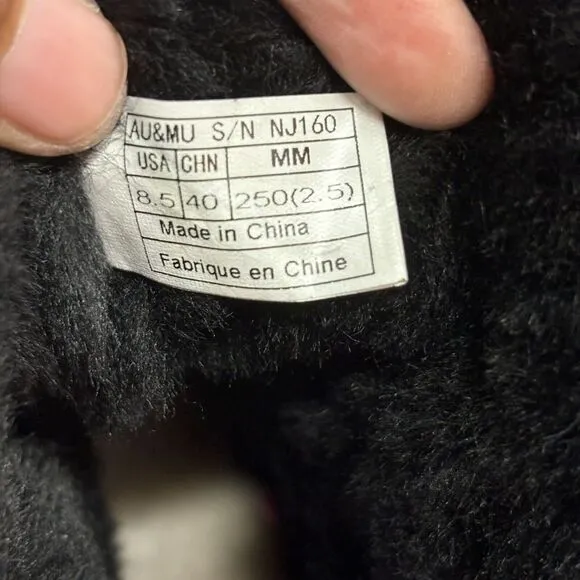 AU&MU S/N NJ160
USA CHN MM
8.5 40 250(2.5)
Made in China
Fabrique en Chine